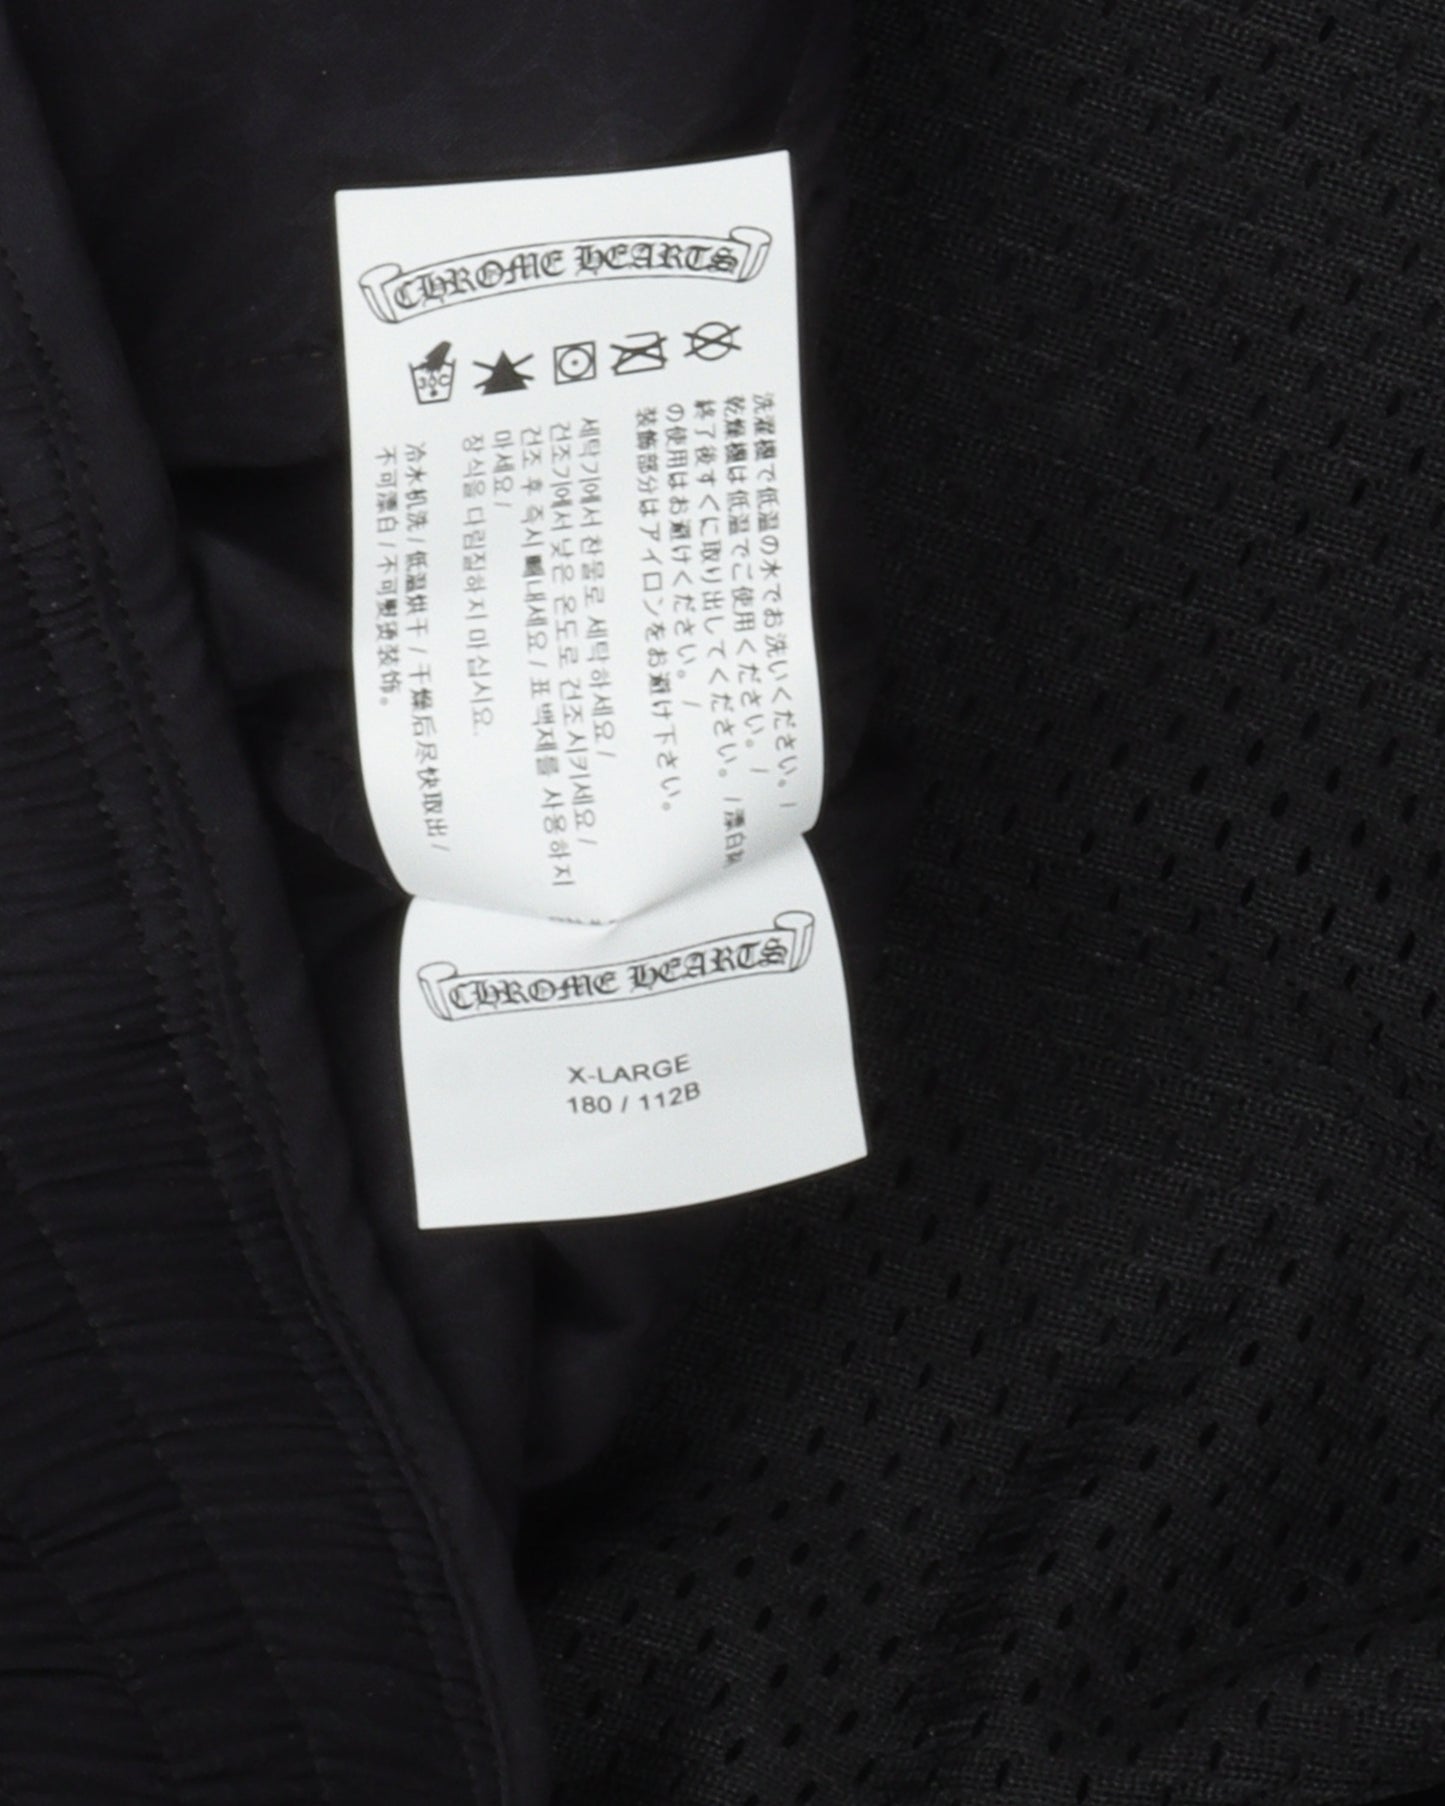 CHROME HEARTS
30C
洗濯機で低温の水でお洗いください。/
乾燥機は低温でご使用ください。/
終了後すぐに取り出してください。/漂白剤
の使用はお避けください。/
装飾部分はアイロンをお避け下さい。
세탁기에서 찬물로 세탁하세요/
건조기에서 낮은 온도로 건조시키세요/
건조 후 즉시 꺼내세요/표백제를 사용하지
마세요/
장식을 다림질하지 마십시요.
冷水机洗/低温烘干/干燥后尽快取出/
不可漂白/不可熨烫装饰。
CHROME HEARTS
X-LARGE
180 / 112B